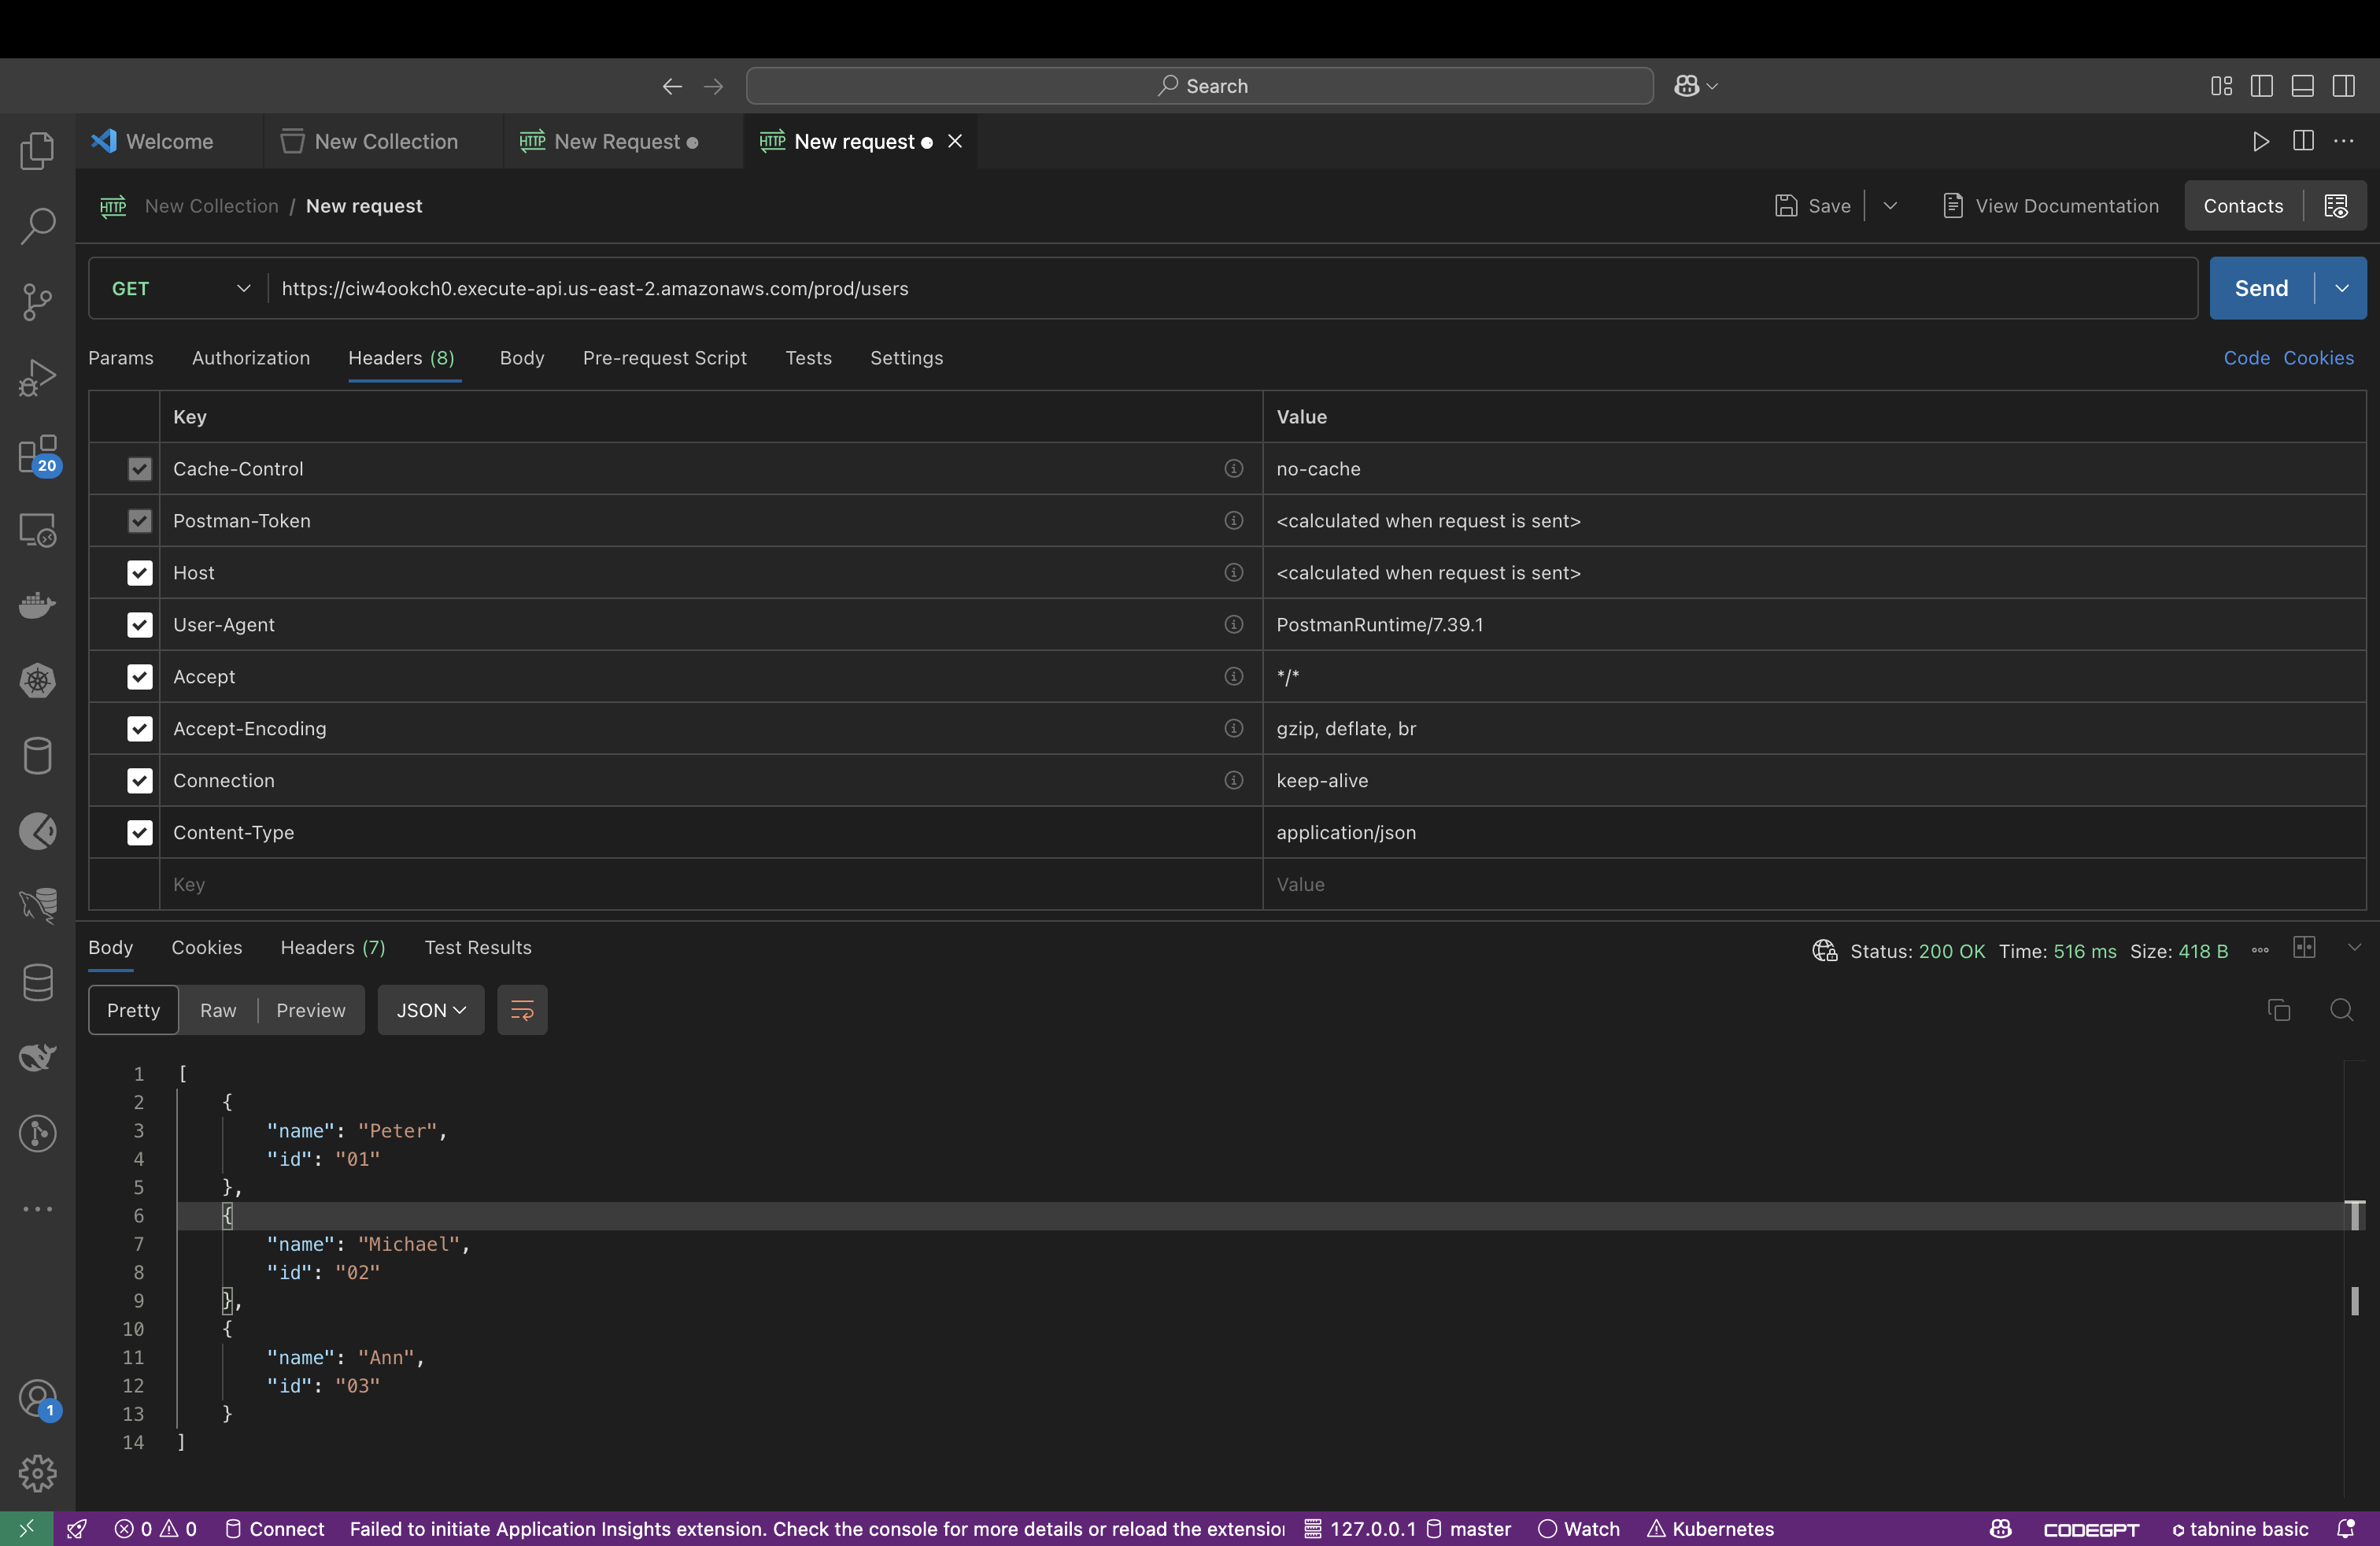 Search
Welcome
New Collection
HTTP New Request
HTTP New request
HTTP New Collection / New request
Save
View Documentation
Contacts
GET
https://ciw4ookch0.execute-api.us-east-2.amazonaws.com/prod/users
Send
Params Authorization Headers (8) Body Pre-request Script Tests Settings
Code Cookies
Key Value
Cache-Control no-cache
Postman-Token <calculated when request is sent>
Host <calculated when request is sent>
User-Agent PostmanRuntime/7.39.1
Accept */*
Accept-Encoding gzip, deflate, br
Connection keep-alive
Content-Type application/json
Key Value
20
Body Cookies Headers (7) Test Results
Status: 200 OK Time: 516 ms Size: 418 B
Pretty Raw Preview JSON
1 [
2 {
3 "name": "Peter",
4 "id": "01"
5 },
6 {
7 "name": "Michael",
8 "id": "02"
9 },
10 {
11 "name": "Ann",
12 "id": "03"
13 }
14 ]
1
0 0 Connect Failed to initiate Application Insights extension. Check the console for more details or reload the extension 127.0.0.1 master Watch Kubernetes CODEGPT tabnine basic